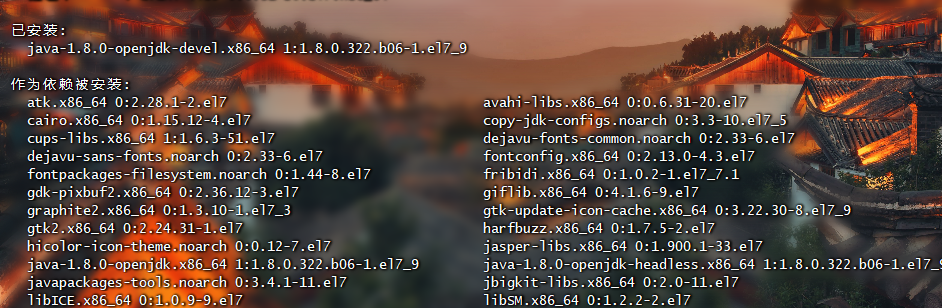 已安装:
java-1.8.0-openjdk-devel.x86_64 1:1.8.0.322.b06-1.el7_9
作为依赖被安装:
atk.x86_64 0:2.28.1-2.el7 avahi-libs.x86_64 0:0.6.31-20.el7
cairo.x86_64 0:1.15.12-4.el7 copy-jdk-configs.noarch 0:3.3-10.el7_5
cups-libs.x86_64 1:1.6.3-51.el7 dejavu-fonts-common.noarch 0:2.33-6.el7
dejavu-sans-fonts.noarch 0:2.33-6.el7 fontconfig.x86_64 0:2.13.0-4.3.el7
fontpackages-filesystem.noarch 0:1.44-8.el7 fribidi.x86_64 0:1.0.2-1.el7_7.1
gdk-pixbuf2.x86_64 0:2.36.12-3.el7 giflib.x86_64 0:4.1.6-9.el7
graphite2.x86_64 0:1.3.10-1.el7_3 gtk-update-icon-cache.x86_64 0:3.22.30-8.el7_9
gtk2.x86_64 0:2.24.31-1.el7 harfbuzz.x86_64 0:1.7.5-2.el7
hicolor-icon-theme.noarch 0:0.12-7.el7 jasper-libs.x86_64 0:1.900.1-33.el7
java-1.8.0-openjdk.x86_64 1:1.8.0.322.b06-1.el7_9 java-1.8.0-openjdk-headless.x86_64 1:1.8.0.322.b06-1.el7_9
javapackages-tools.noarch 0:3.4.1-11.el7 jbigkit-libs.x86_64 0:2.0-11.el7
libICE.x86_64 0:1.0.9-9.el7 libSM.x86_64 0:1.2.2-2.el7